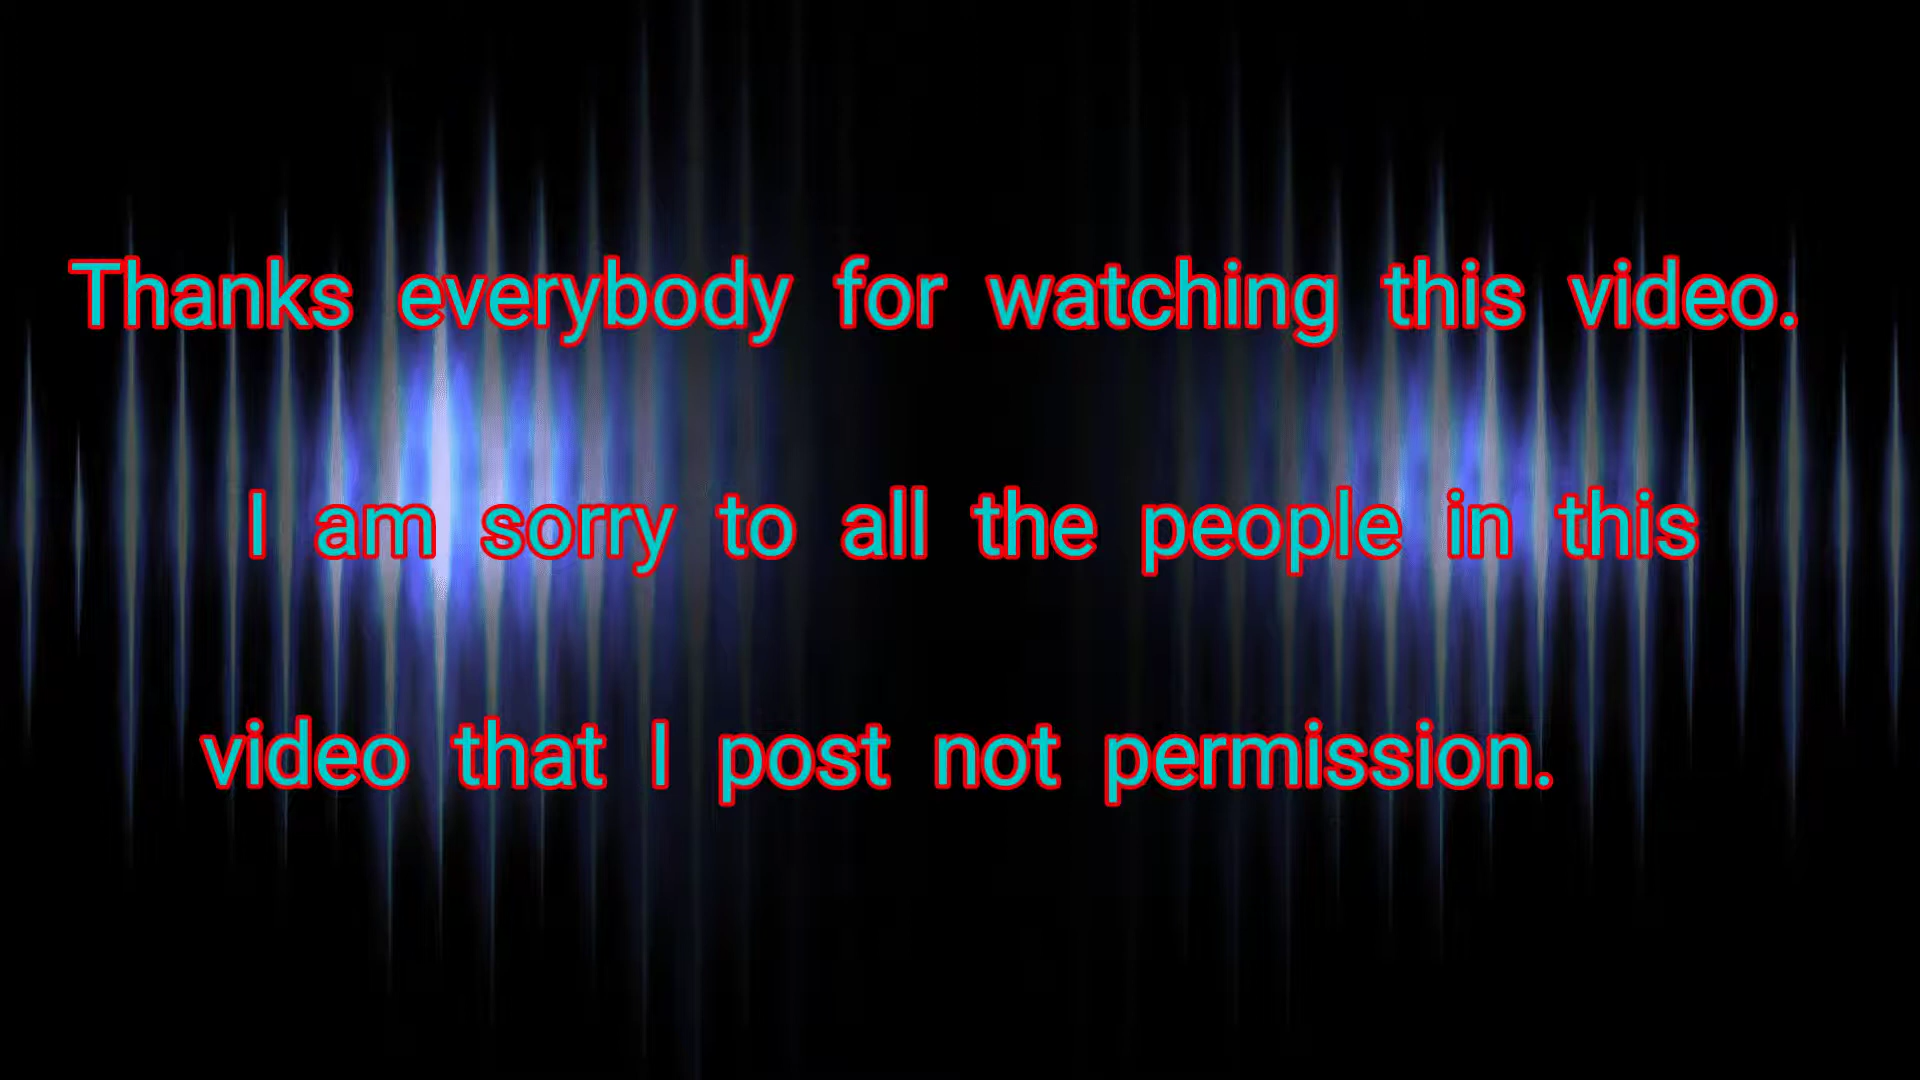 Thanks everybody for watching this video.
I am sorry to all the people in this
video that I post not permission.